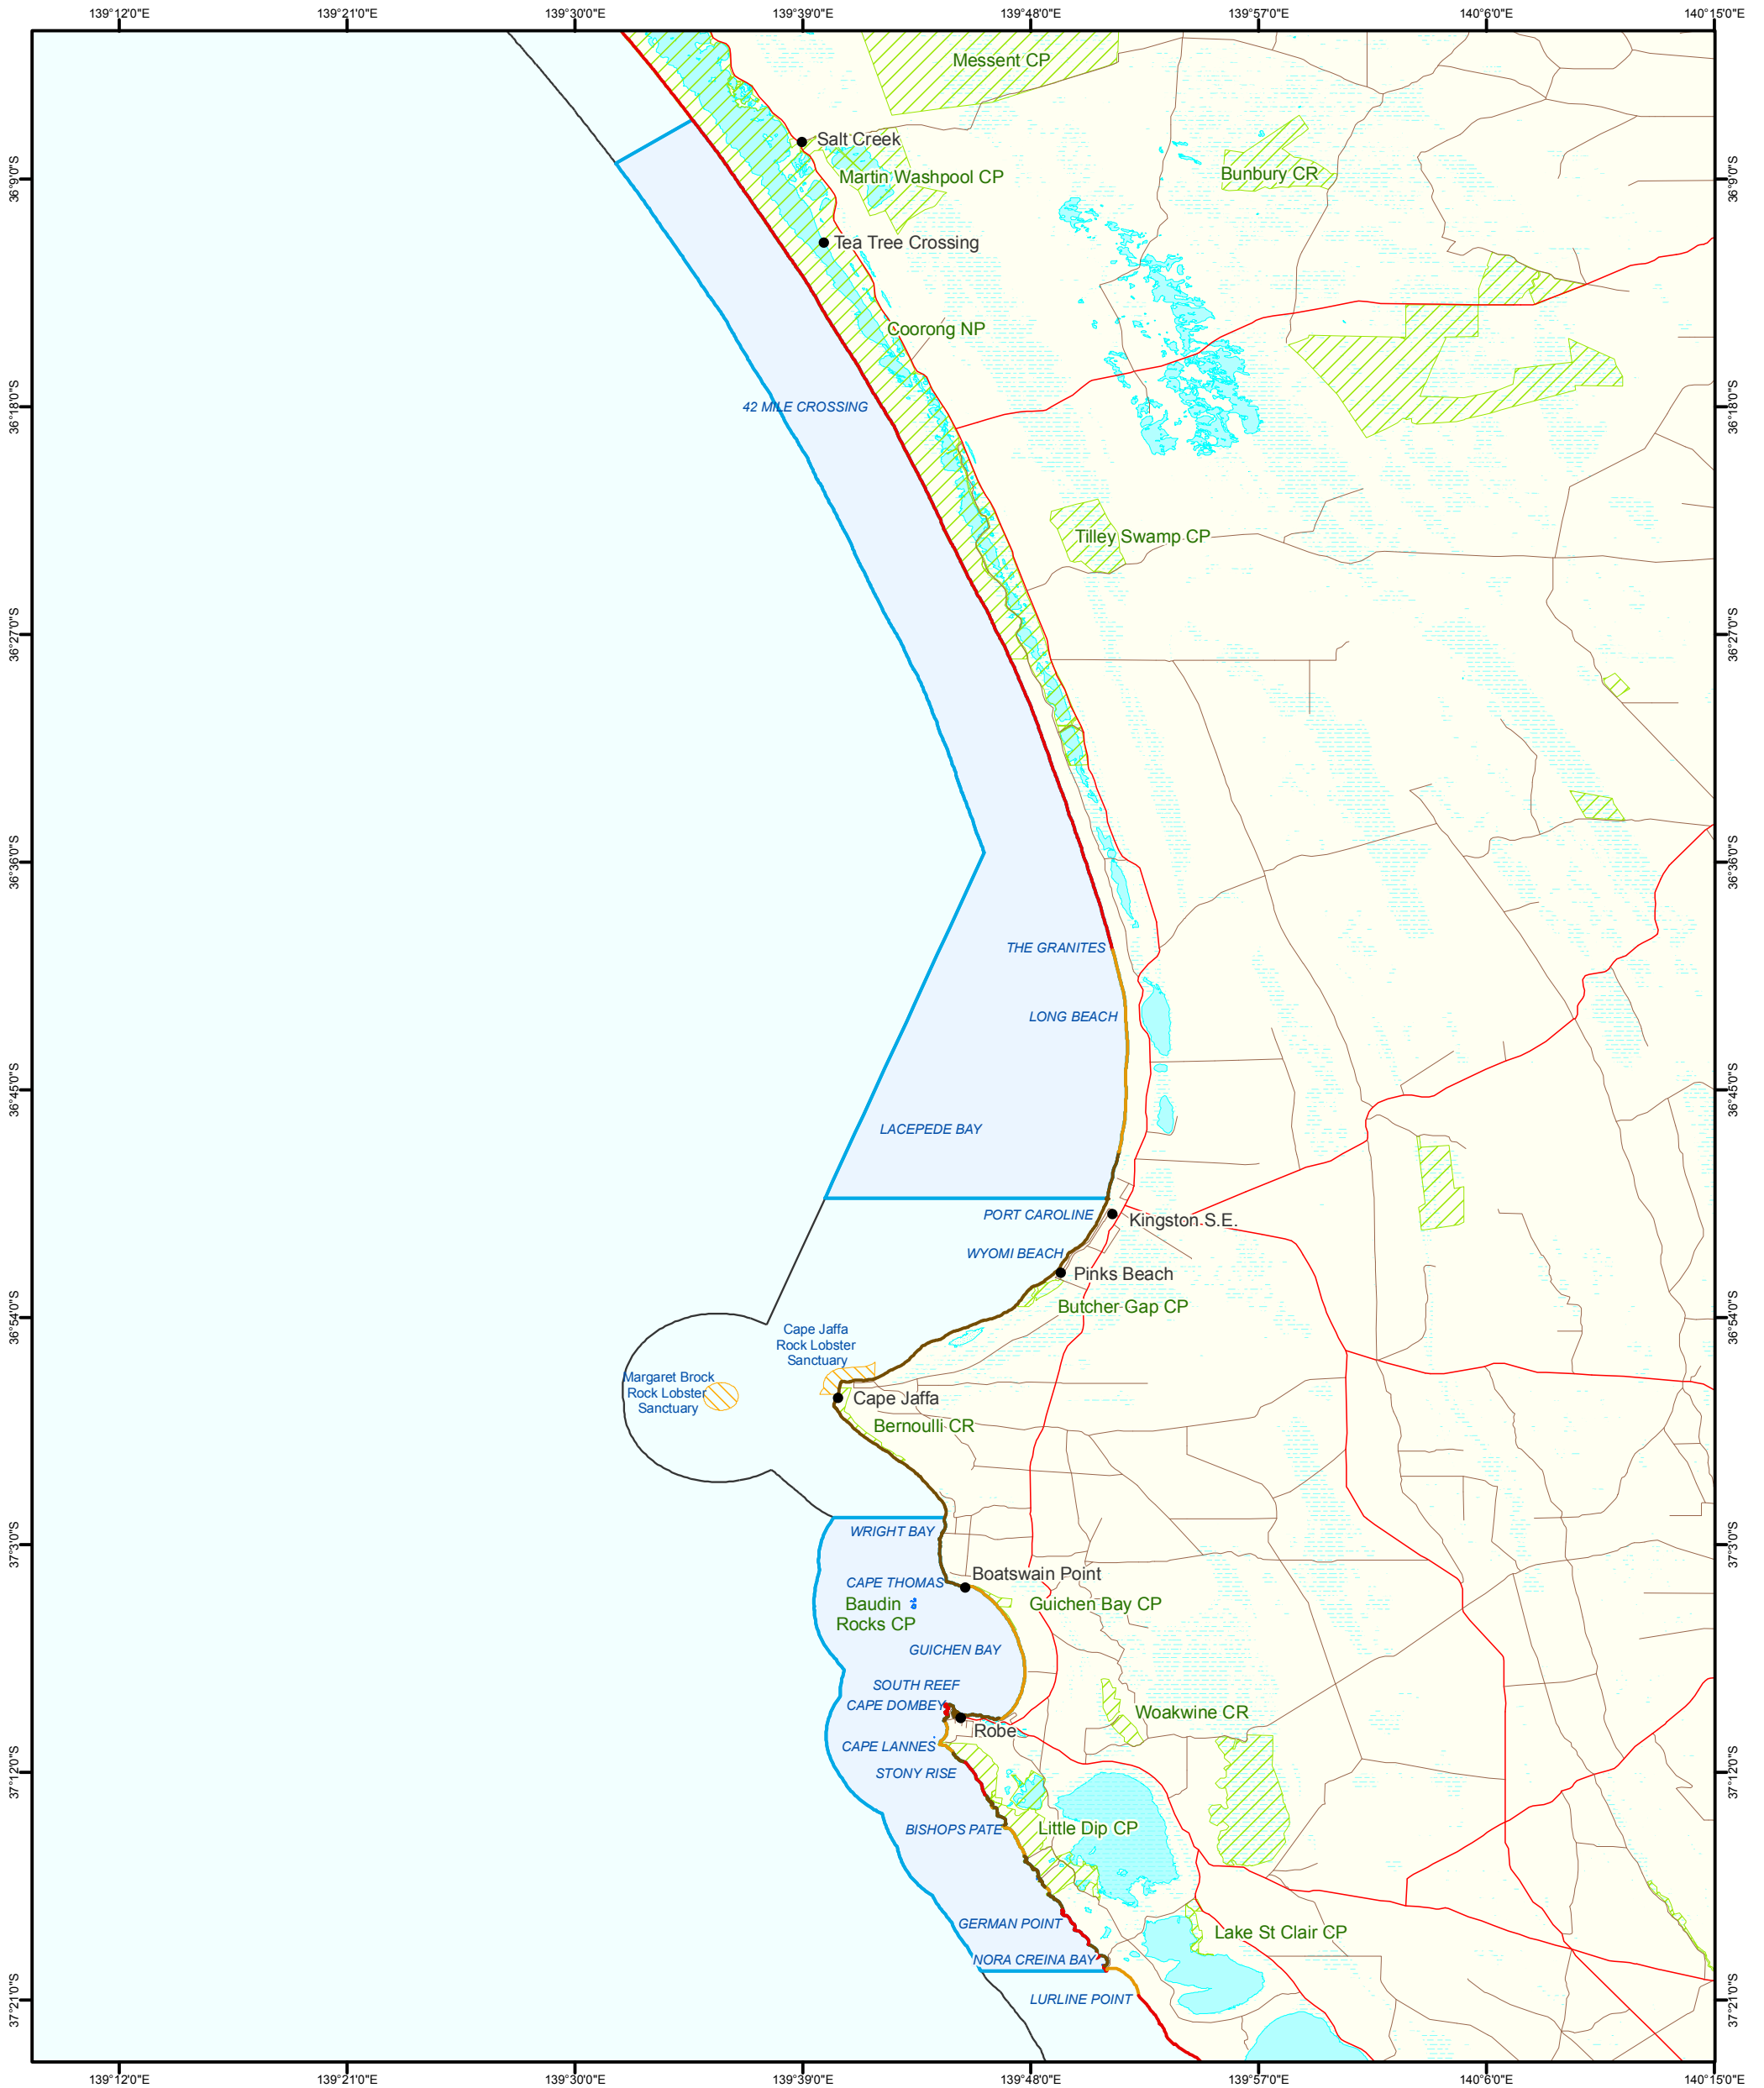 139°12'0"E
139°21'0"E
139°30'0"E
139°39'0"E
139°48'0"E
139°57'0"E
140°6'0"E
140°15'0"E
Messent CP
Salt Creek
36°9'0"S
Martin Washpool CP
Bunbury CR
36°9'0"S
Tea Tree Crossing
Coorong NP
36°18'0"S
42 MILE CROSSING
36°18'0"S
Tilley Swamp CP
36°27'0"S
36°27'0"S
36°36'0"S
36°36'0"S
THE GRANITES
LONG BEACH
36°45'0"S
36°45'0"S
LACEPEDE BAY
PORT CAROLINE
Kingston S.E.
WYOMI BEACH
Pinks Beach
Butcher Gap CP
36°54'0"S
36°54'0"S
Cape Jaffa
Rock Lobster
Sanctuary
Margaret Brock
Rock Lobster
Sanctuary
Cape Jaffa
Bernoulli CR
WRIGHT BAY
37°3'0"S
37°3'0"S
Boatswain Point
CAPE THOMAS
Baudin
Rocks CP
Guichen Bay CP
GUICHEN BAY
SOUTH REEF
CAPE DOMBEY
Woakwine CR
Robe
CAPE LANNES
STONY RISE
37°12'0"S
37°12'0"S
BISHOPS PATE
Little Dip CP
GERMAN POINT
Lake St Clair CP
NORA CREINA BAY
LURLINE POINT
37°21'0"S
37°21'0"S
139°12'0"E
139°21'0"E
139°30'0"E
139°39'0"E
139°48'0"E
139°57'0"E
140°6'0"E
140°15'0"E